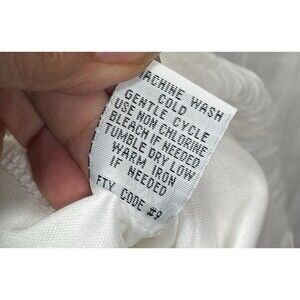 MACHINE WASH
COLD
GENTLE CYCLE
USE NON CHLORINE
BLEACH IF NEEDED
TUMBLE DRY LOW
WARM IRON
IF NEEDED
FTY CODE #9